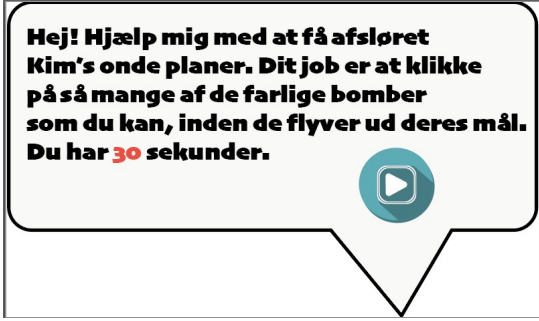 Hej! Hjælp mig med at få afsløret
Kim's onde planer. Dit job er at klikke
på så mange af de farlige bomber
som du kan, inden de flyver ud deres mål.
Du har 30 sekunder.